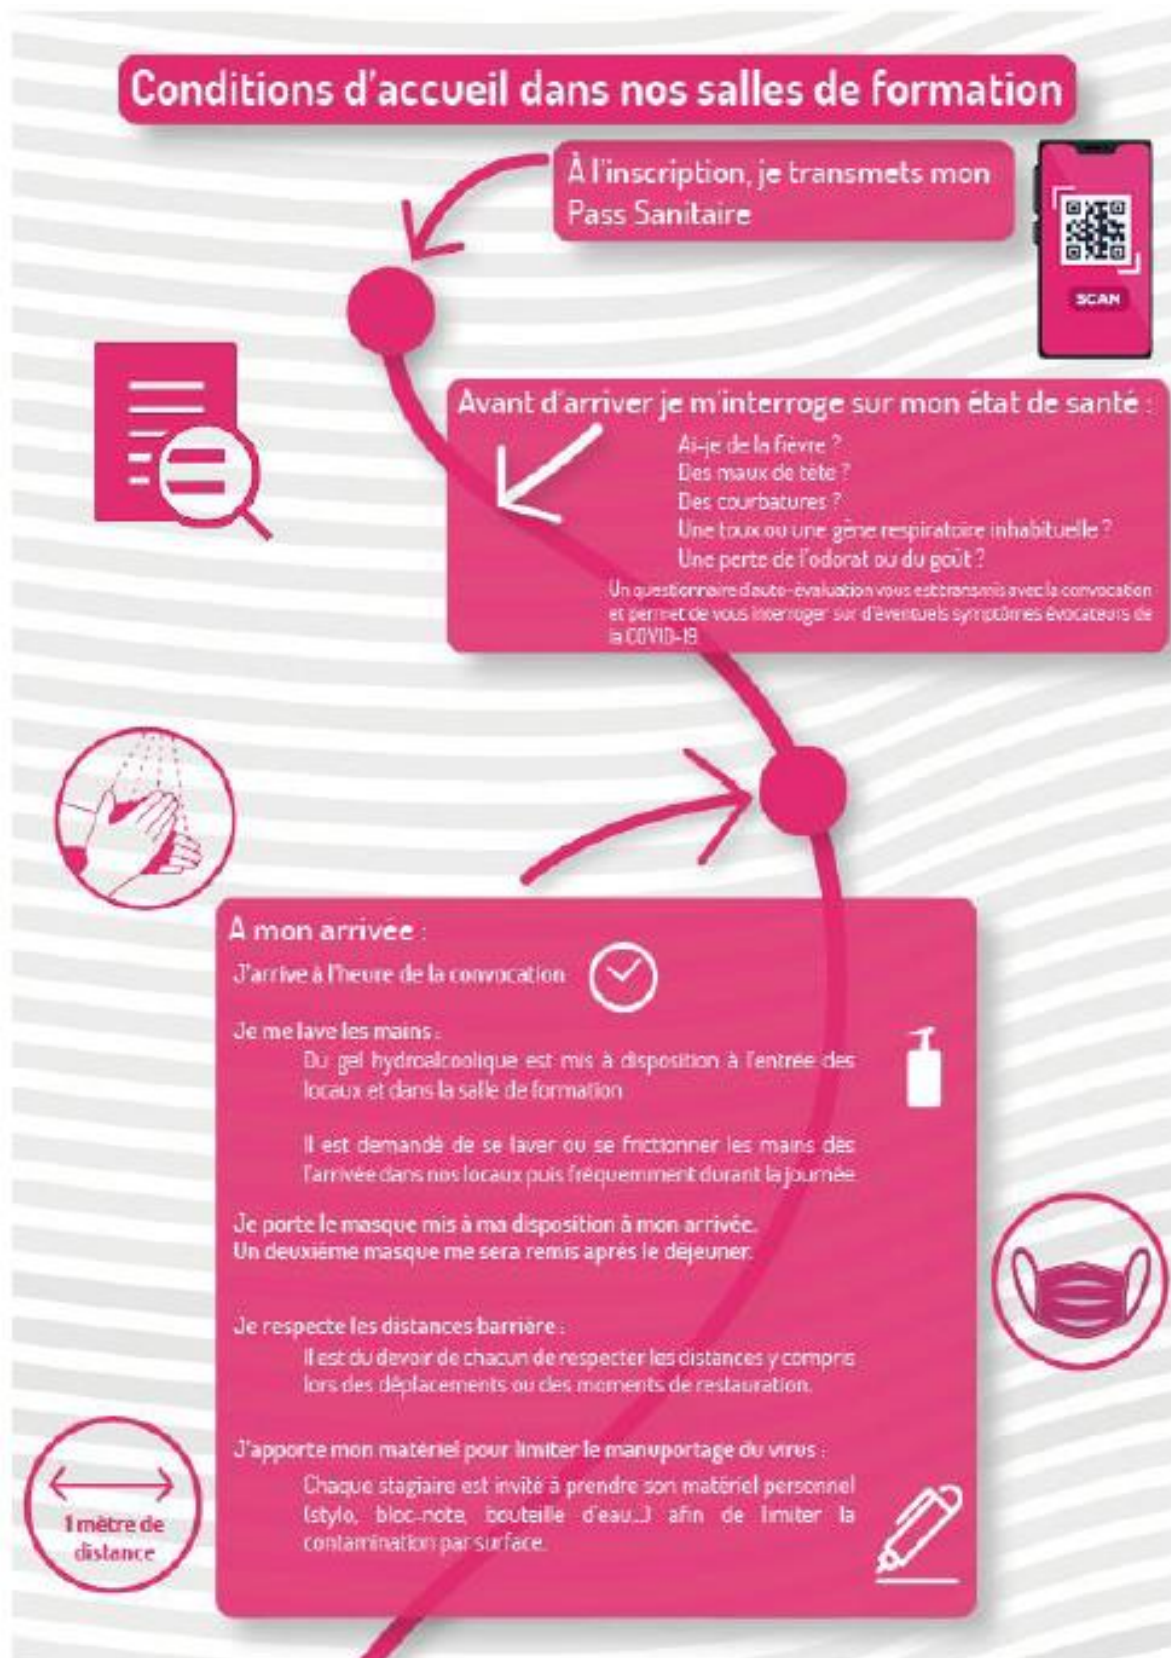 Conditions d'accueil dans nos salles de formation
À l'inscription, je transmets mon
Pass Sanitaire
SCAN
Avant d'arriver je m'interroge sur mon état de santé :
Ai-je de la fièvre ?
Des maux de tête ?
Des courbatures ?
Une toux ou une gêne respiratoire inhabituelle ?
Une perte de l'odorat ou du goût ?
Un questionnaire d'auto-évaluation vous est transmis avec la convocation
et permet de vous interroger sur d'éventuels symptômes évocateurs de
la COVID-19
A mon arrivée :
J'arrive à l'heure de la convocation
Je me lave les mains :
Du gel hydroalcoolique est mis à disposition à l'entrée des
locaux et dans la salle de formation
Il est demandé de se laver ou se frictionner les mains dès
l'arrivée dans nos locaux puis fréquemment durant la journée
Je porte le masque mis à ma disposition à mon arrivée.
Un deuxième masque me sera remis après le déjeuner.
Je respecte les distances barrière :
Il est du devoir de chacun de respecter les distances y compris
lors des déplacements ou des moments de restauration.
J'apporte mon matériel pour limiter le manuportage du virus :
Chaque stagiaire est invité à prendre son matériel personnel
(stylo, bloc-note, bouteille d'eau...) afin de limiter la
contamination par surface.
1 mètre de
distance